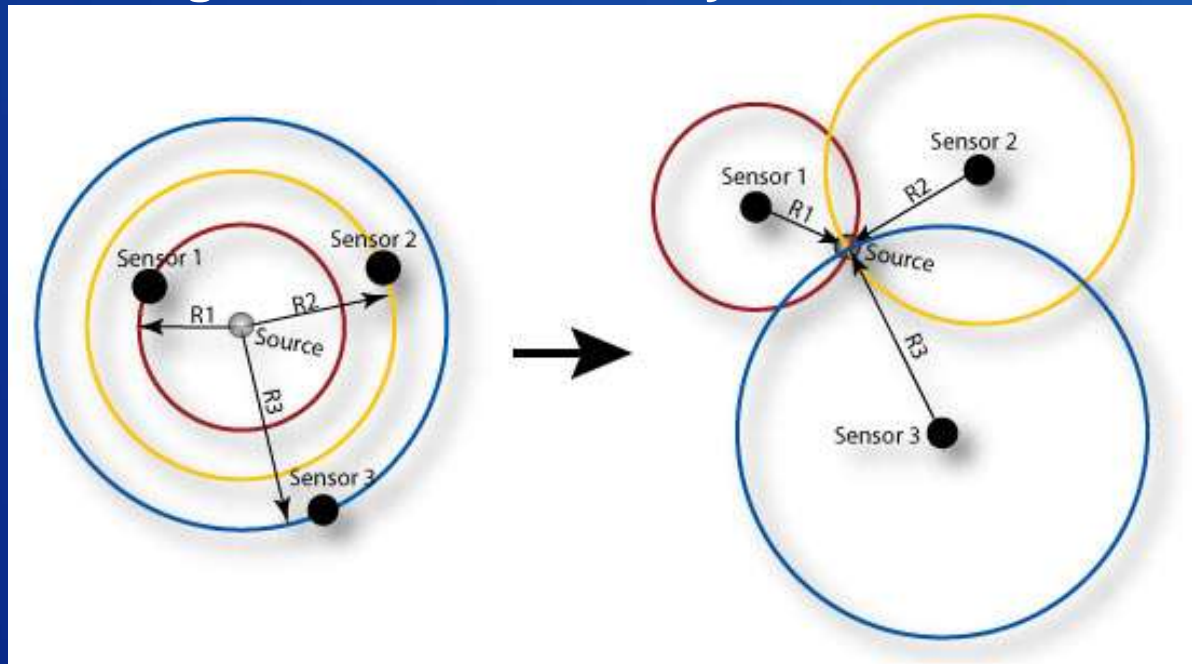 Sensor 1
Sensor 2
R1
R2
Source
R3
Sensor 3
Sensor 1
Sensor 2
R1
R2
Source
R3
Sensor 3